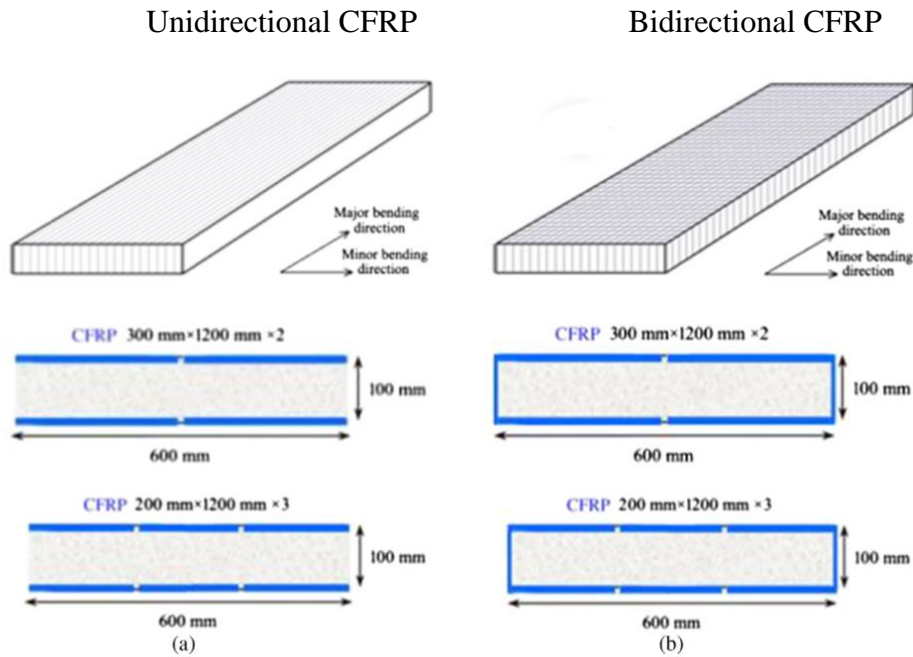 Unidirectional CFRP
Major bending
direction
Minor bending
direction
CFRP 300 mm×1200 mm ×2
100 mm
600 mm
CFRP 200 mm×1200 mm ×3
100 mm
600 mm
(a)
Bidirectional CFRP
Major bending
direction
Minor bending
direction
CFRP 300 mm×1200 mm ×2
100 mm
600 mm
CFRP 200 mm×1200 mm ×3
100 mm
600 mm
(b)